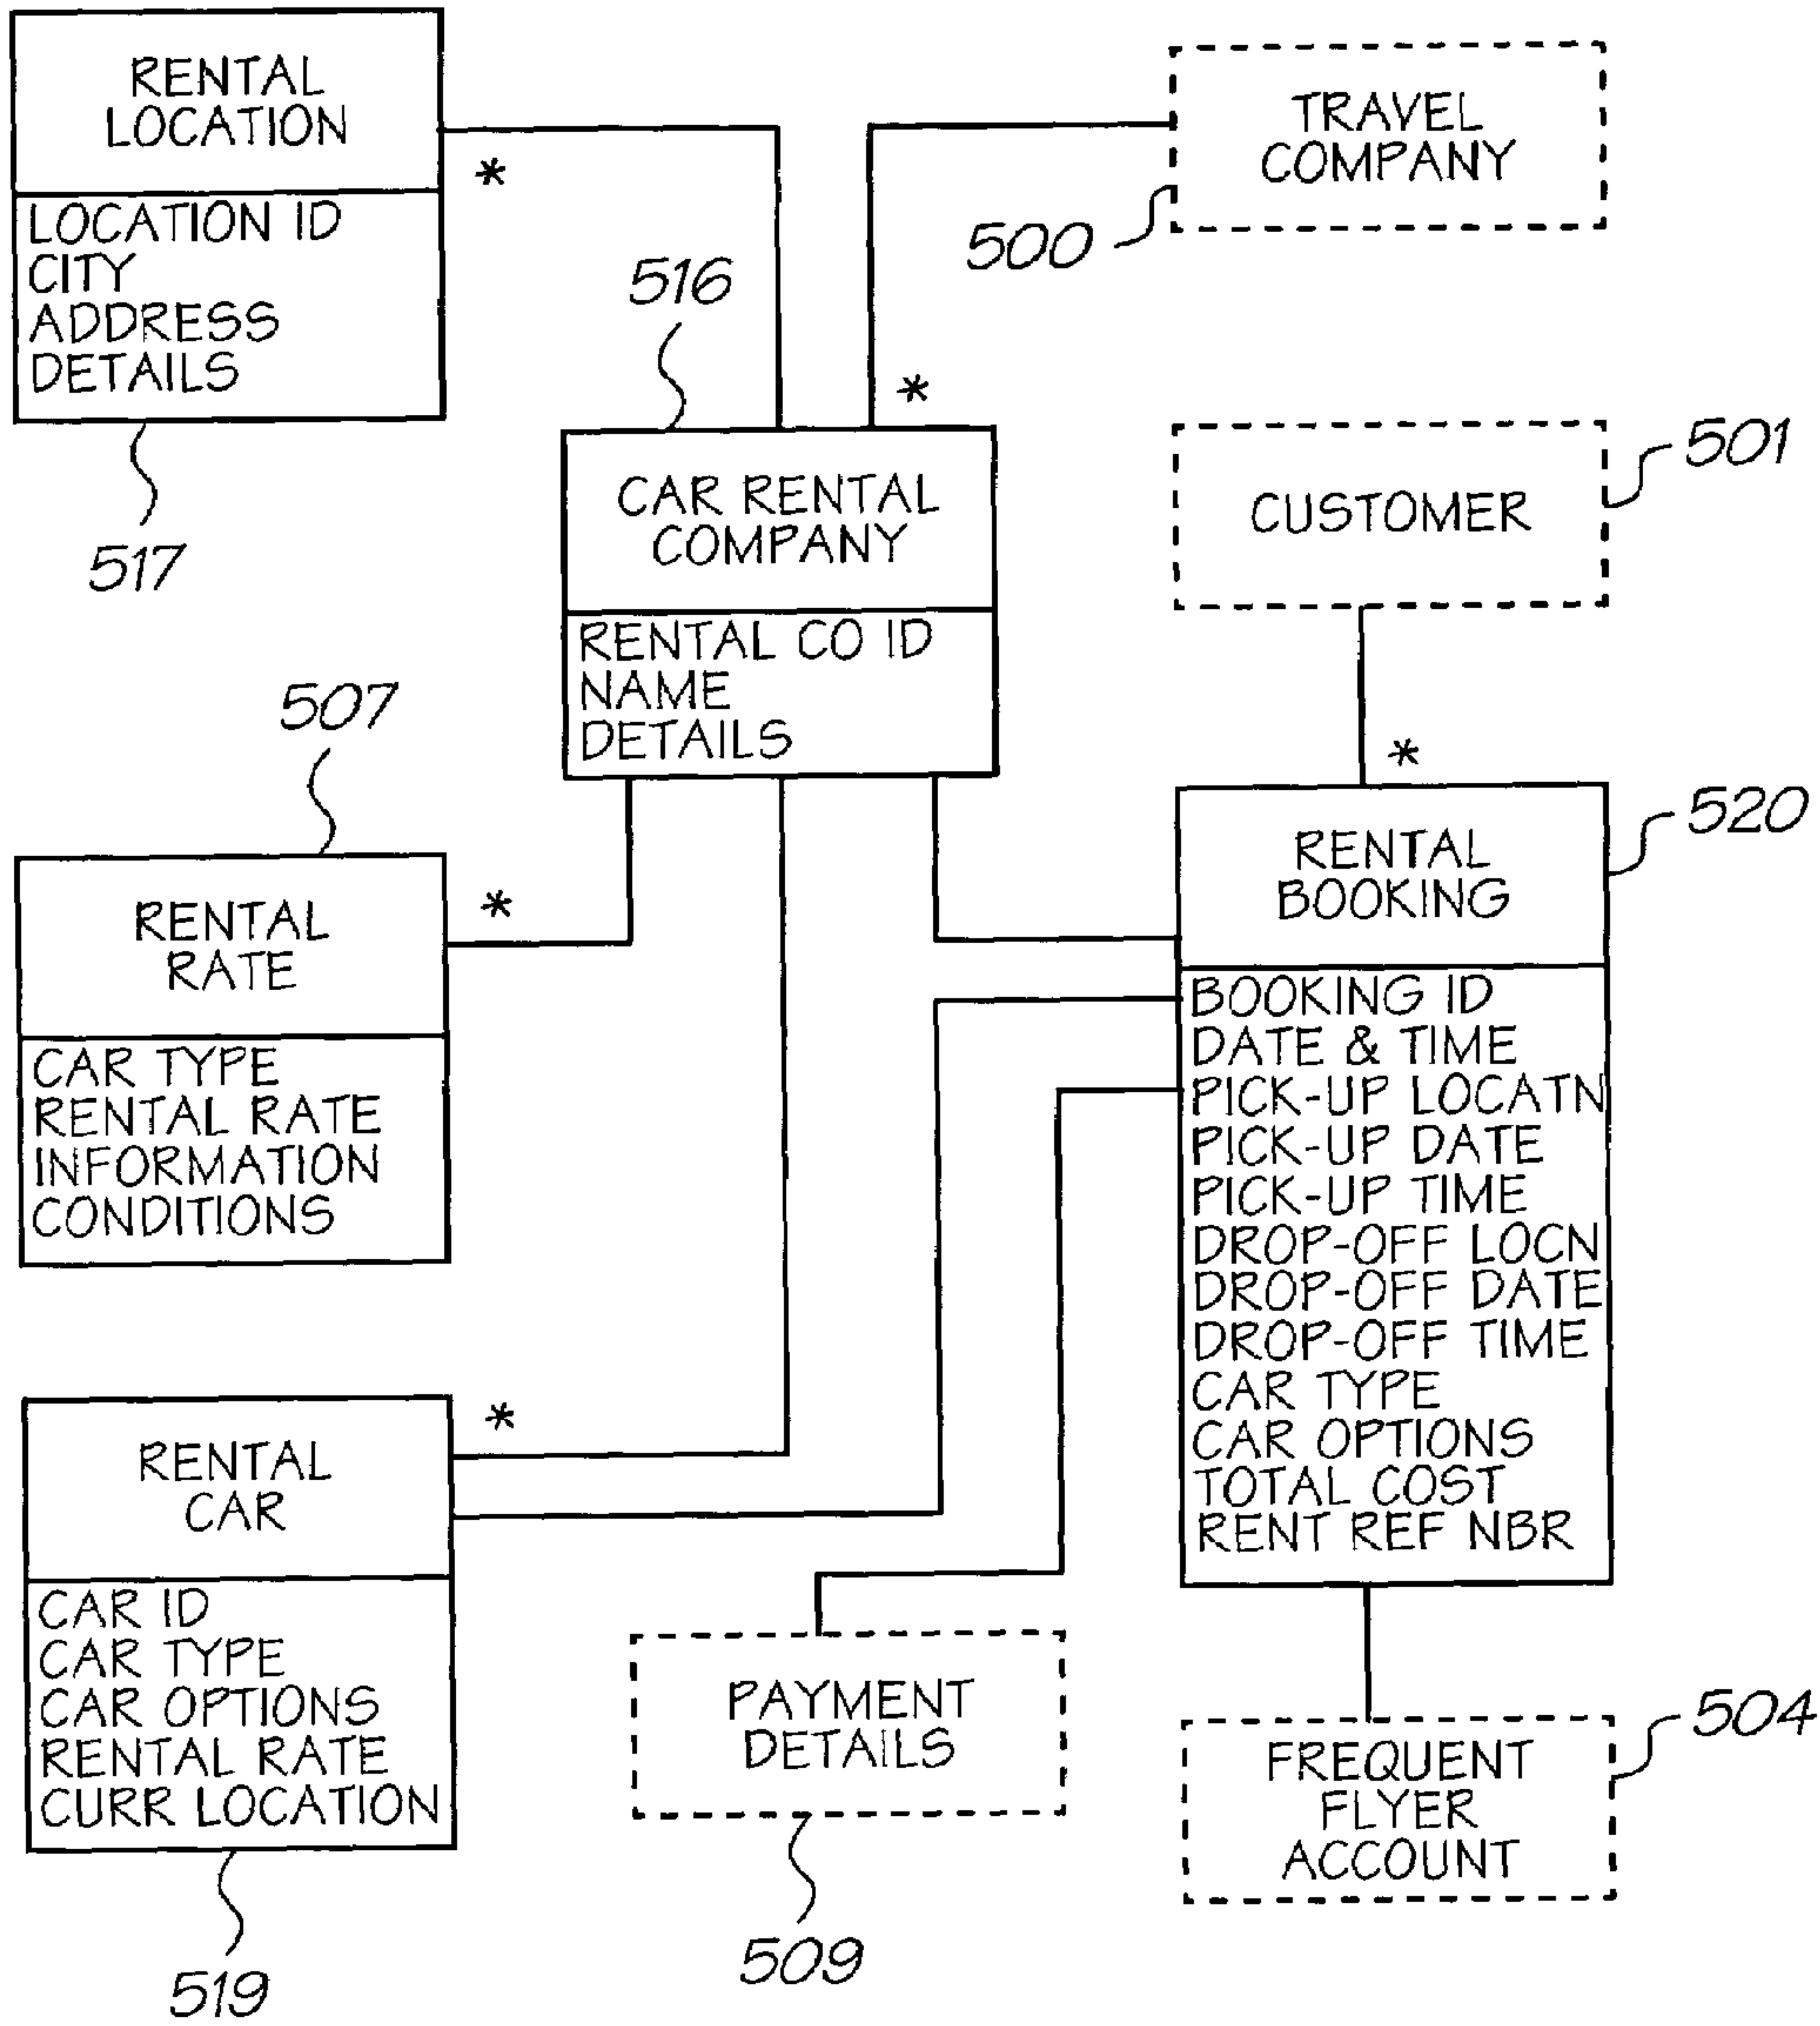 RENTAL
LOCATION
*
LOCATION ID
CITY
ADDRESS
DETAILS
517
TRAVEL
COMPANY
500
516
*
CAR RENTAL
COMPANY
RENTAL CO ID
NAME
DETAILS
CUSTOMER
501
*
507
RENTAL
RATE
*
CAR TYPE
RENTAL RATE
INFORMATION
CONDITIONS
RENTAL
BOOKING
520
BOOKING ID
DATE & TIME
PICK-UP LOCATN
PICK-UP DATE
PICK-UP TIME
DROP-OFF LOCN
DROP-OFF DATE
DROP-OFF TIME
CAR TYPE
CAR OPTIONS
TOTAL COST
RENT REF NBR
RENTAL
CAR
*
CAR ID
CAR TYPE
CAR OPTIONS
RENTAL RATE
CURR LOCATION
519
PAYMENT
DETAILS
509
FREQUENT
FLYER
ACCOUNT
504